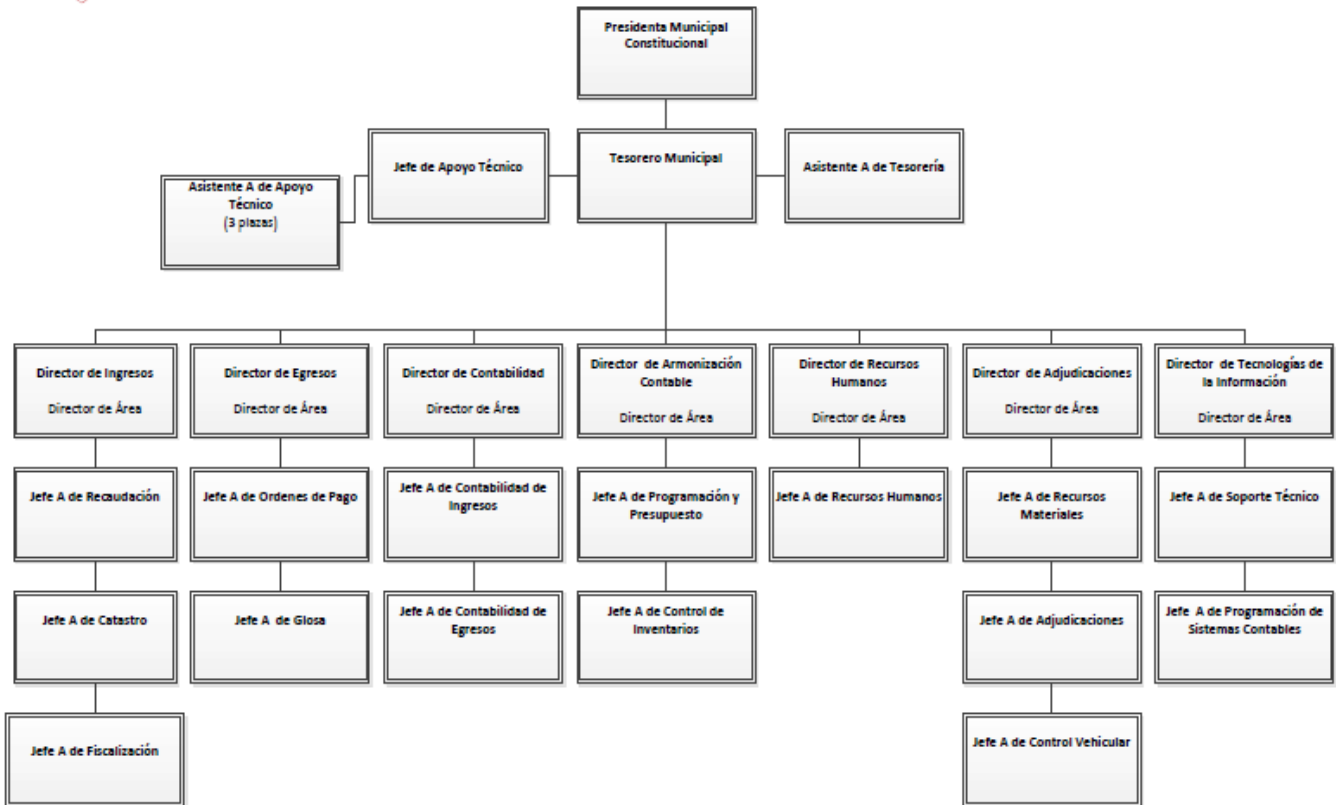 Presidenta Municipal
Constitucional
Jefe de Apoyo Técnico
Tesorero Municipal
Asistente A de Tesorería
Asistente A de Apoyo
Técnico
(3 plazas)
Director de Ingresos
Director de Área
Director de Egresos
Director de Área
Director de Contabilidad
Director de Área
Director de Armonización
Contable
Director de Área
Director de Recursos
Humanos
Director de Área
Director de Adjudicaciones
Director de Área
Director de Tecnologías de
la Información
Director de Área
Jefe A de Recaudación
Jefe A de Ordenes de Pago
Jefe A de Contabilidad de
Ingresos
Jefe A de Programación y
Presupuesto
Jefe A de Recursos Humanos
Jefe A de Recursos
Materiales
Jefe A de Soporte Técnico
Jefe A de Catastro
Jefe A de Glosa
Jefe A de Contabilidad de
Egresos
Jefe A de Control de
Inventarios
Jefe A de Adjudicaciones
Jefe A de Programación de
Sistemas Contables
Jefe A de Fiscalización
Jefe A de Control Vehicular